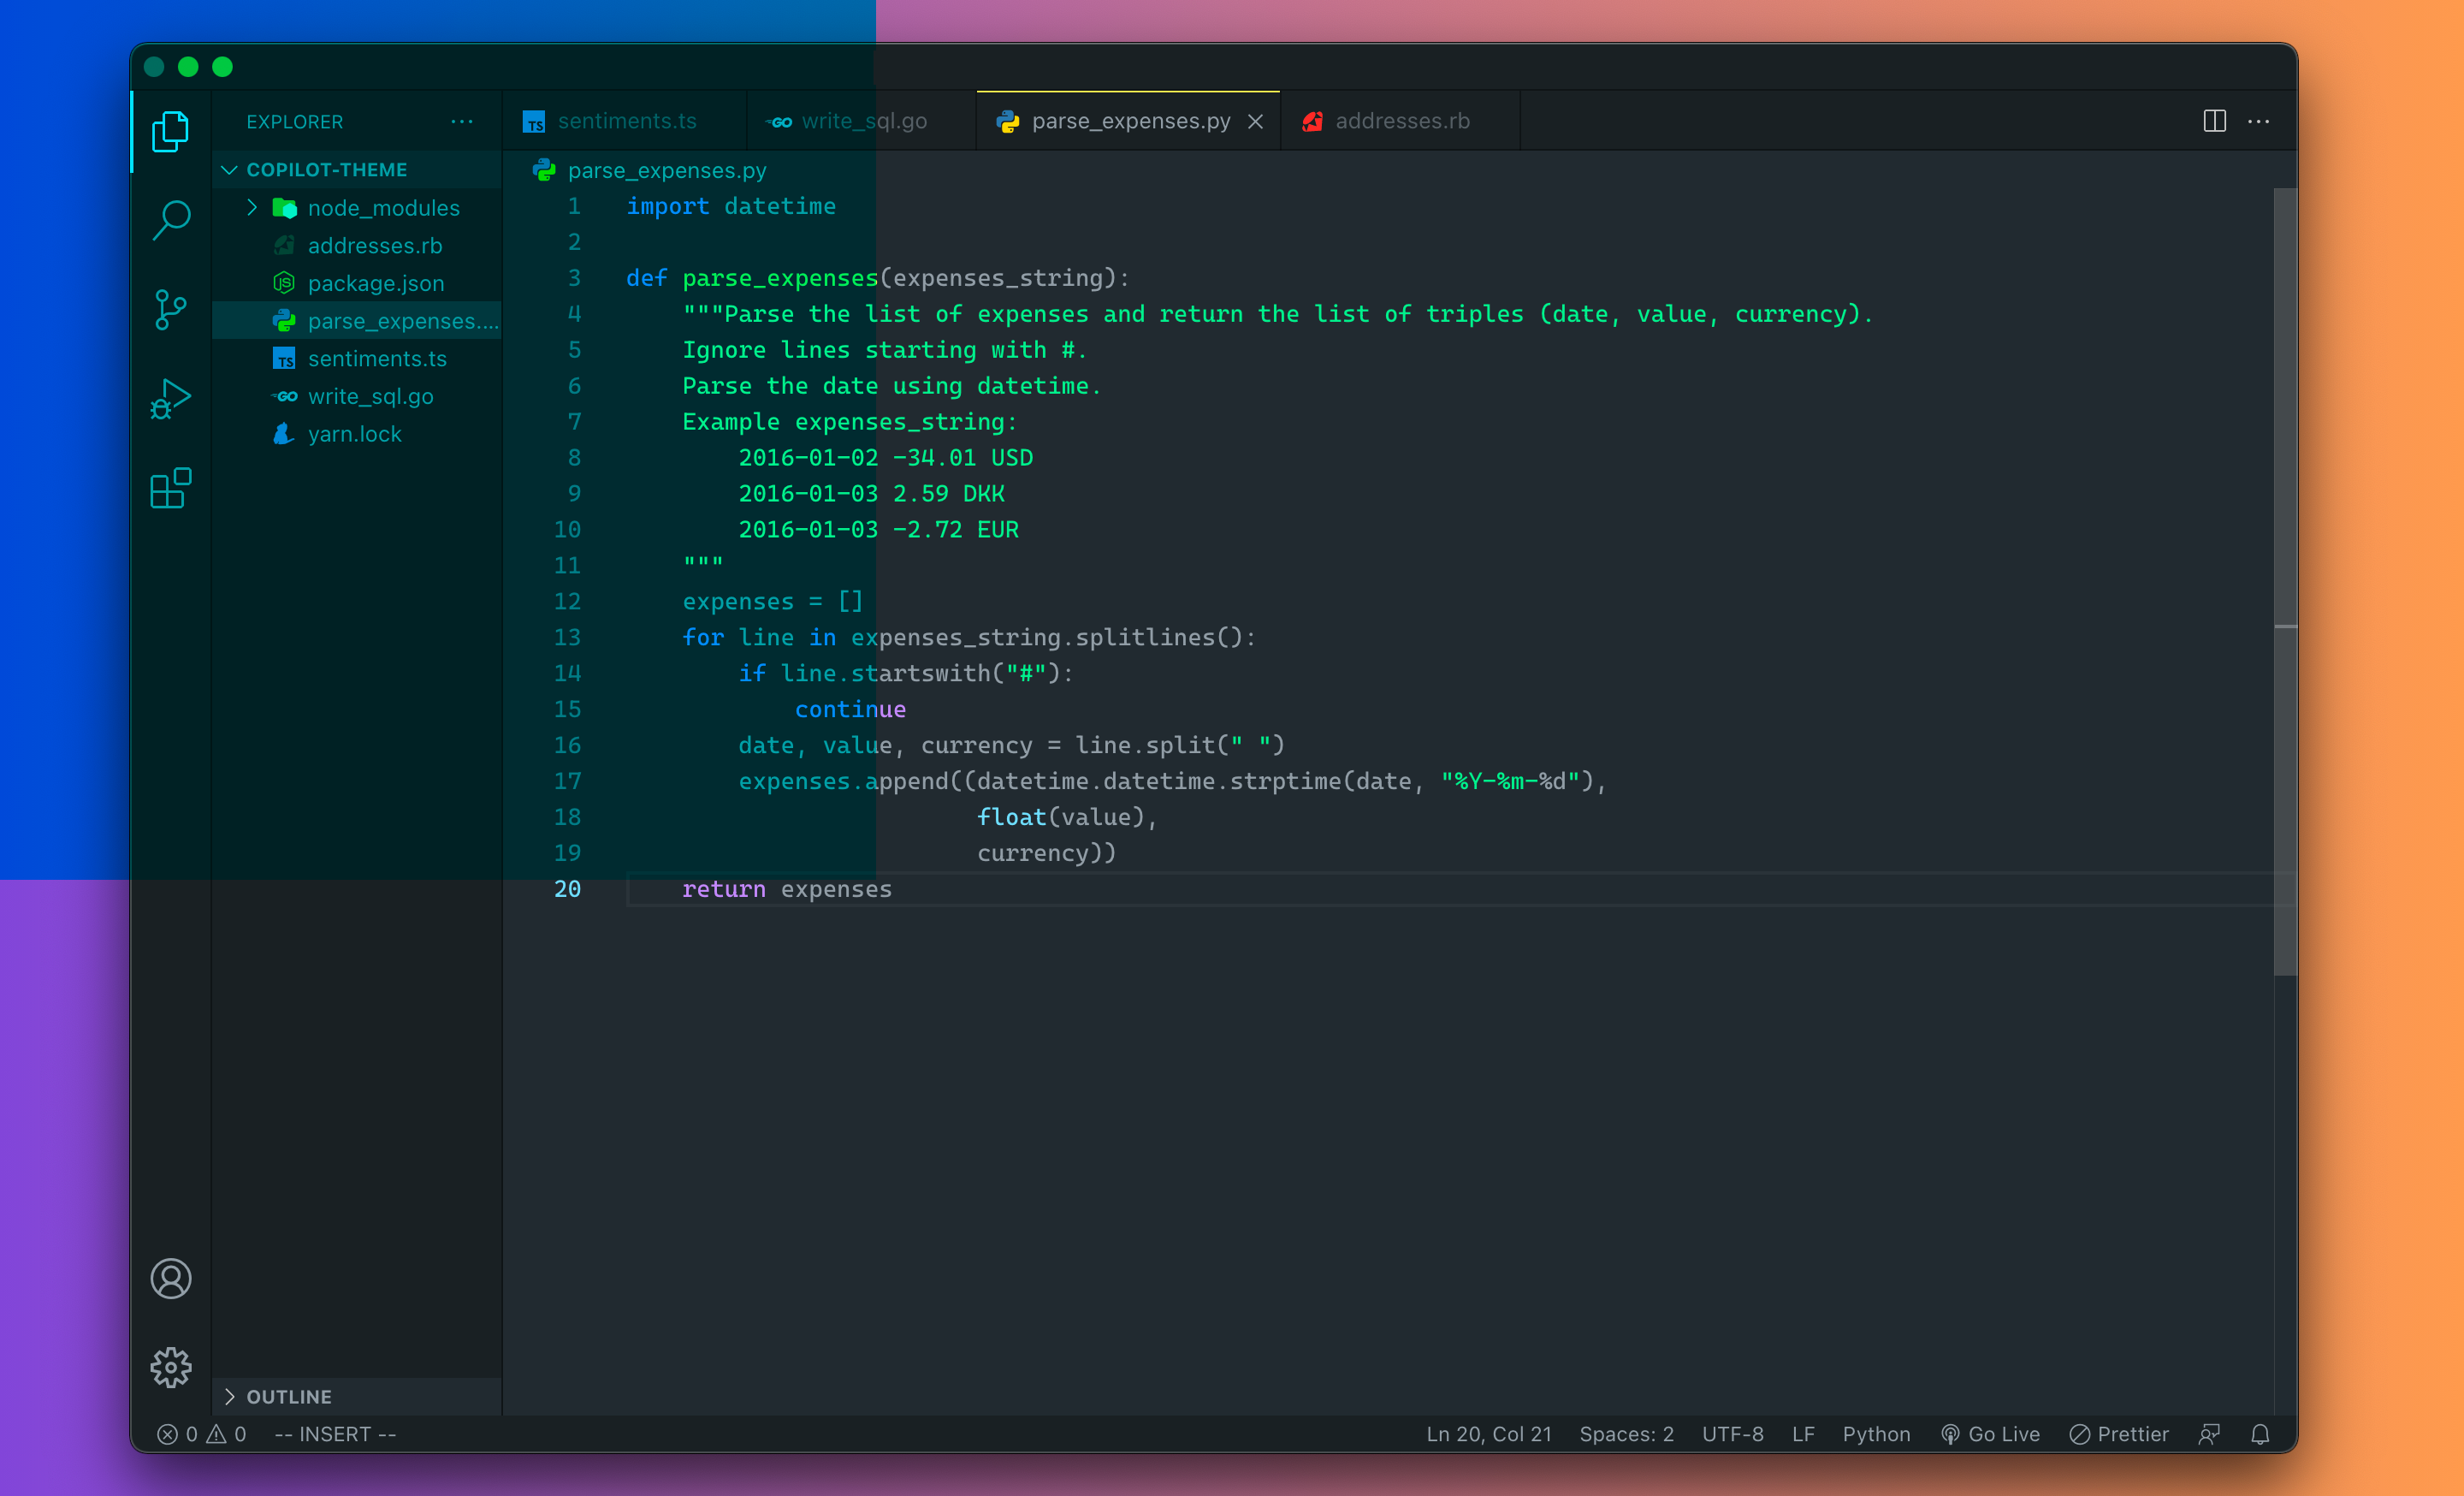 EXPLORER ···
sentiments.ts write_sql.go parse_expenses.py addresses.rb ···
COPILOT-THEME
node_modules
addresses.rb
package.json
parse_expenses....
sentiments.ts
write_sql.go
yarn.lock
parse_expenses.py
1 import datetime
2
3 def parse_expenses(expenses_string):
4     """Parse the list of expenses and return the list of triples (date, value, currency).
5     Ignore lines starting with #.
6     Parse the date using datetime.
7     Example expenses_string:
8         2016-01-02 -34.01 USD
9         2016-01-03 2.59 DKK
10         2016-01-03 -2.72 EUR
11     """
12     expenses = []
13     for line in expenses_string.splitlines():
14         if line.startswith("#"):
15             continue
16         date, value, currency = line.split(" ")
17         expenses.append((datetime.datetime.strptime(date, "%Y-%m-%d"),
18                          float(value),
19                          currency))
20     return expenses
OUTLINE
0 0 -- INSERT -- Ln 20, Col 21 Spaces: 2 UTF-8 LF Python Go Live Prettier